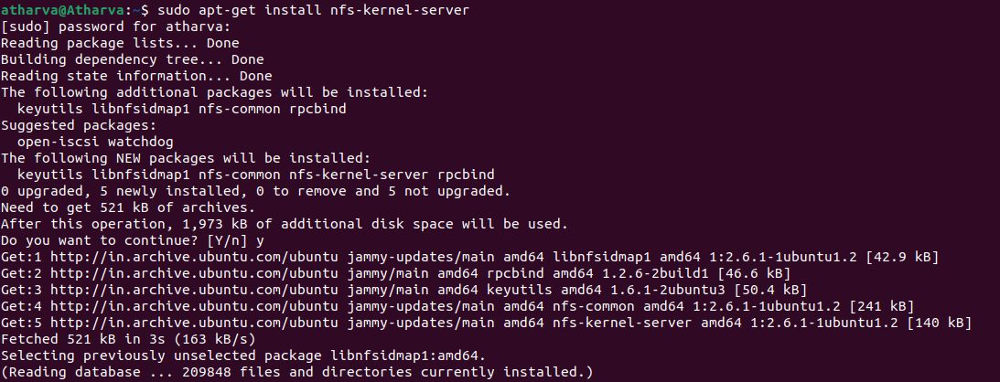 atharva@Atharva:~$ sudo apt-get install nfs-kernel-server
[sudo] password for atharva:
Reading package lists... Done
Building dependency tree... Done
Reading state information... Done
The following additional packages will be installed:
  keyutils libnfsidmap1 nfs-common rpcbind
Suggested packages:
  open-iscsi watchdog
The following NEW packages will be installed:
  keyutils libnfsidmap1 nfs-common nfs-kernel-server rpcbind
0 upgraded, 5 newly installed, 0 to remove and 5 not upgraded.
Need to get 521 kB of archives.
After this operation, 1,973 kB of additional disk space will be used.
Do you want to continue? [Y/n] y
Get:1 http://in.archive.ubuntu.com/ubuntu jammy-updates/main amd64 libnfsidmap1 amd64 1:2.6.1-1ubuntu1.2 [42.9 kB]
Get:2 http://in.archive.ubuntu.com/ubuntu jammy/main amd64 rpcbind amd64 1.2.6-2build1 [46.6 kB]
Get:3 http://in.archive.ubuntu.com/ubuntu jammy/main amd64 keyutils amd64 1.6.1-2ubuntu3 [50.4 kB]
Get:4 http://in.archive.ubuntu.com/ubuntu jammy-updates/main amd64 nfs-common amd64 1:2.6.1-1ubuntu1.2 [241 kB]
Get:5 http://in.archive.ubuntu.com/ubuntu jammy-updates/main amd64 nfs-kernel-server amd64 1:2.6.1-1ubuntu1.2 [140 kB]
Fetched 521 kB in 3s (163 kB/s)
Selecting previously unselected package libnfsidmap1:amd64.
(Reading database ... 209848 files and directories currently installed.)